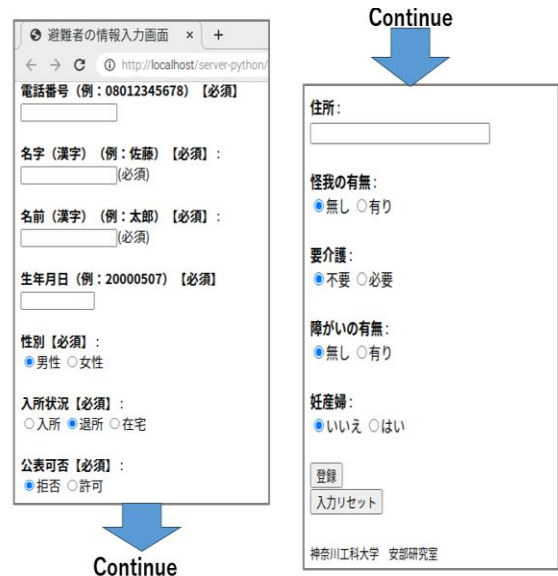 避難者の情報入力画面 × +
http://localhost/server-python/
電話番号（例：08012345678）【必須】
名字（漢字）（例：佐藤）【必須】：
(必須)
名前（漢字）（例：太郎）【必須】：
(必須)
生年月日（例：20000507）【必須】
性別【必須】：
男性 女性
入所状況【必須】：
入所 退所 在宅
公表可否【必須】：
拒否 許可
Continue
Continue
住所：
怪我の有無：
無し 有り
要介護：
不要 必要
障がいの有無：
無し 有り
妊産婦：
いいえ はい
登録
入力リセット
神奈川工科大学 安部研究室